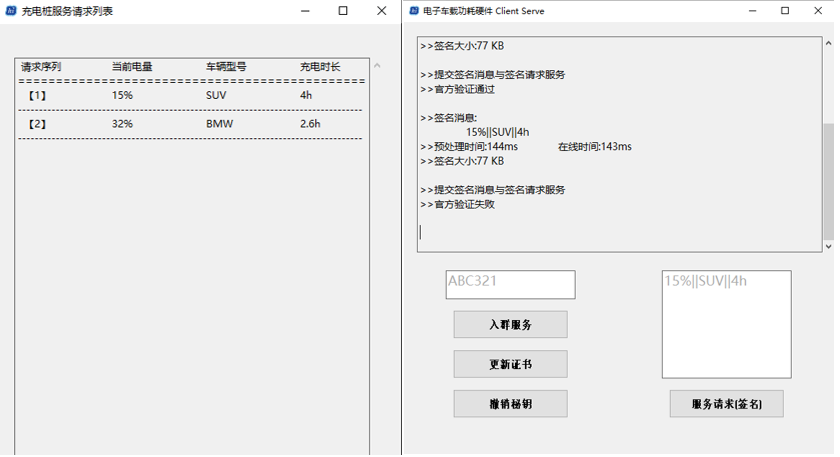 充电桩服务请求列表
请求序列 当前电量 车辆型号 充电时长
==============================================
【1】 15% SUV 4h
--------------------------------------------------------------------------------
【2】 32% BMW 2.6h
--------------------------------------------------------------------------------
电子车载功耗硬件 Client Serve
>>签名大小:77 KB
>>提交签名消息与签名请求服务
>>官方验证通过
>>签名消息:
15%||SUV||4h
>>预处理时间:144ms 在线时间:143ms
>>签名大小:77 KB
>>提交签名消息与签名请求服务
>>官方验证失败
ABC321
15%||SUV||4h
入群服务
更新证书
撤销秘钥
服务请求(签名)